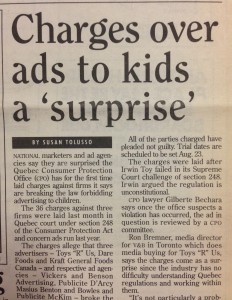 Charges over
ads to kids
a ‘surprise’
BY SUSAN TOLUSSO
NATIONAL marketers and ad agen-
cies say they are surprised the
Quebec Consumer Protection
Office (CPO) has for the first time
laid charges against firms it says
are breaking the law forbidding
advertising to children.
The 36 charges against three
firms were laid last month in
Quebec court under section 248
of the Consumer Protection Act
and concern ads run last year.
The charges allege that three
advertisers – Toys "R" Us, Dare
Foods and Kraft General Foods
Canada – and respective ad agen-
cies – Vickers and Benson
Advertising, Publicite D'Arcy
Masius Benton and Bowles and
Publicite McKim – broke the
All of the parties charged have
pleaded not guilty. Trial dates are
scheduled to be set Aug. 23.
The charges were laid after
Irwin Toy failed in its Supreme
Court challenge of section 248.
Irwin argued the regulation is
unconstitutional.
CPO lawyer Gilberte Bechara
says once the office suspects a
violation has occurred, the ad in
question is reviewed by a CPO
committee.
Ron Bremner, media director
for V&B in Toronto which does
media buying for Toys "R" Us,
says the charges come as a sur-
prise since the industry has no
difficulty understanding Quebec
regulations and working within
them.
"It's not particularly a prob-